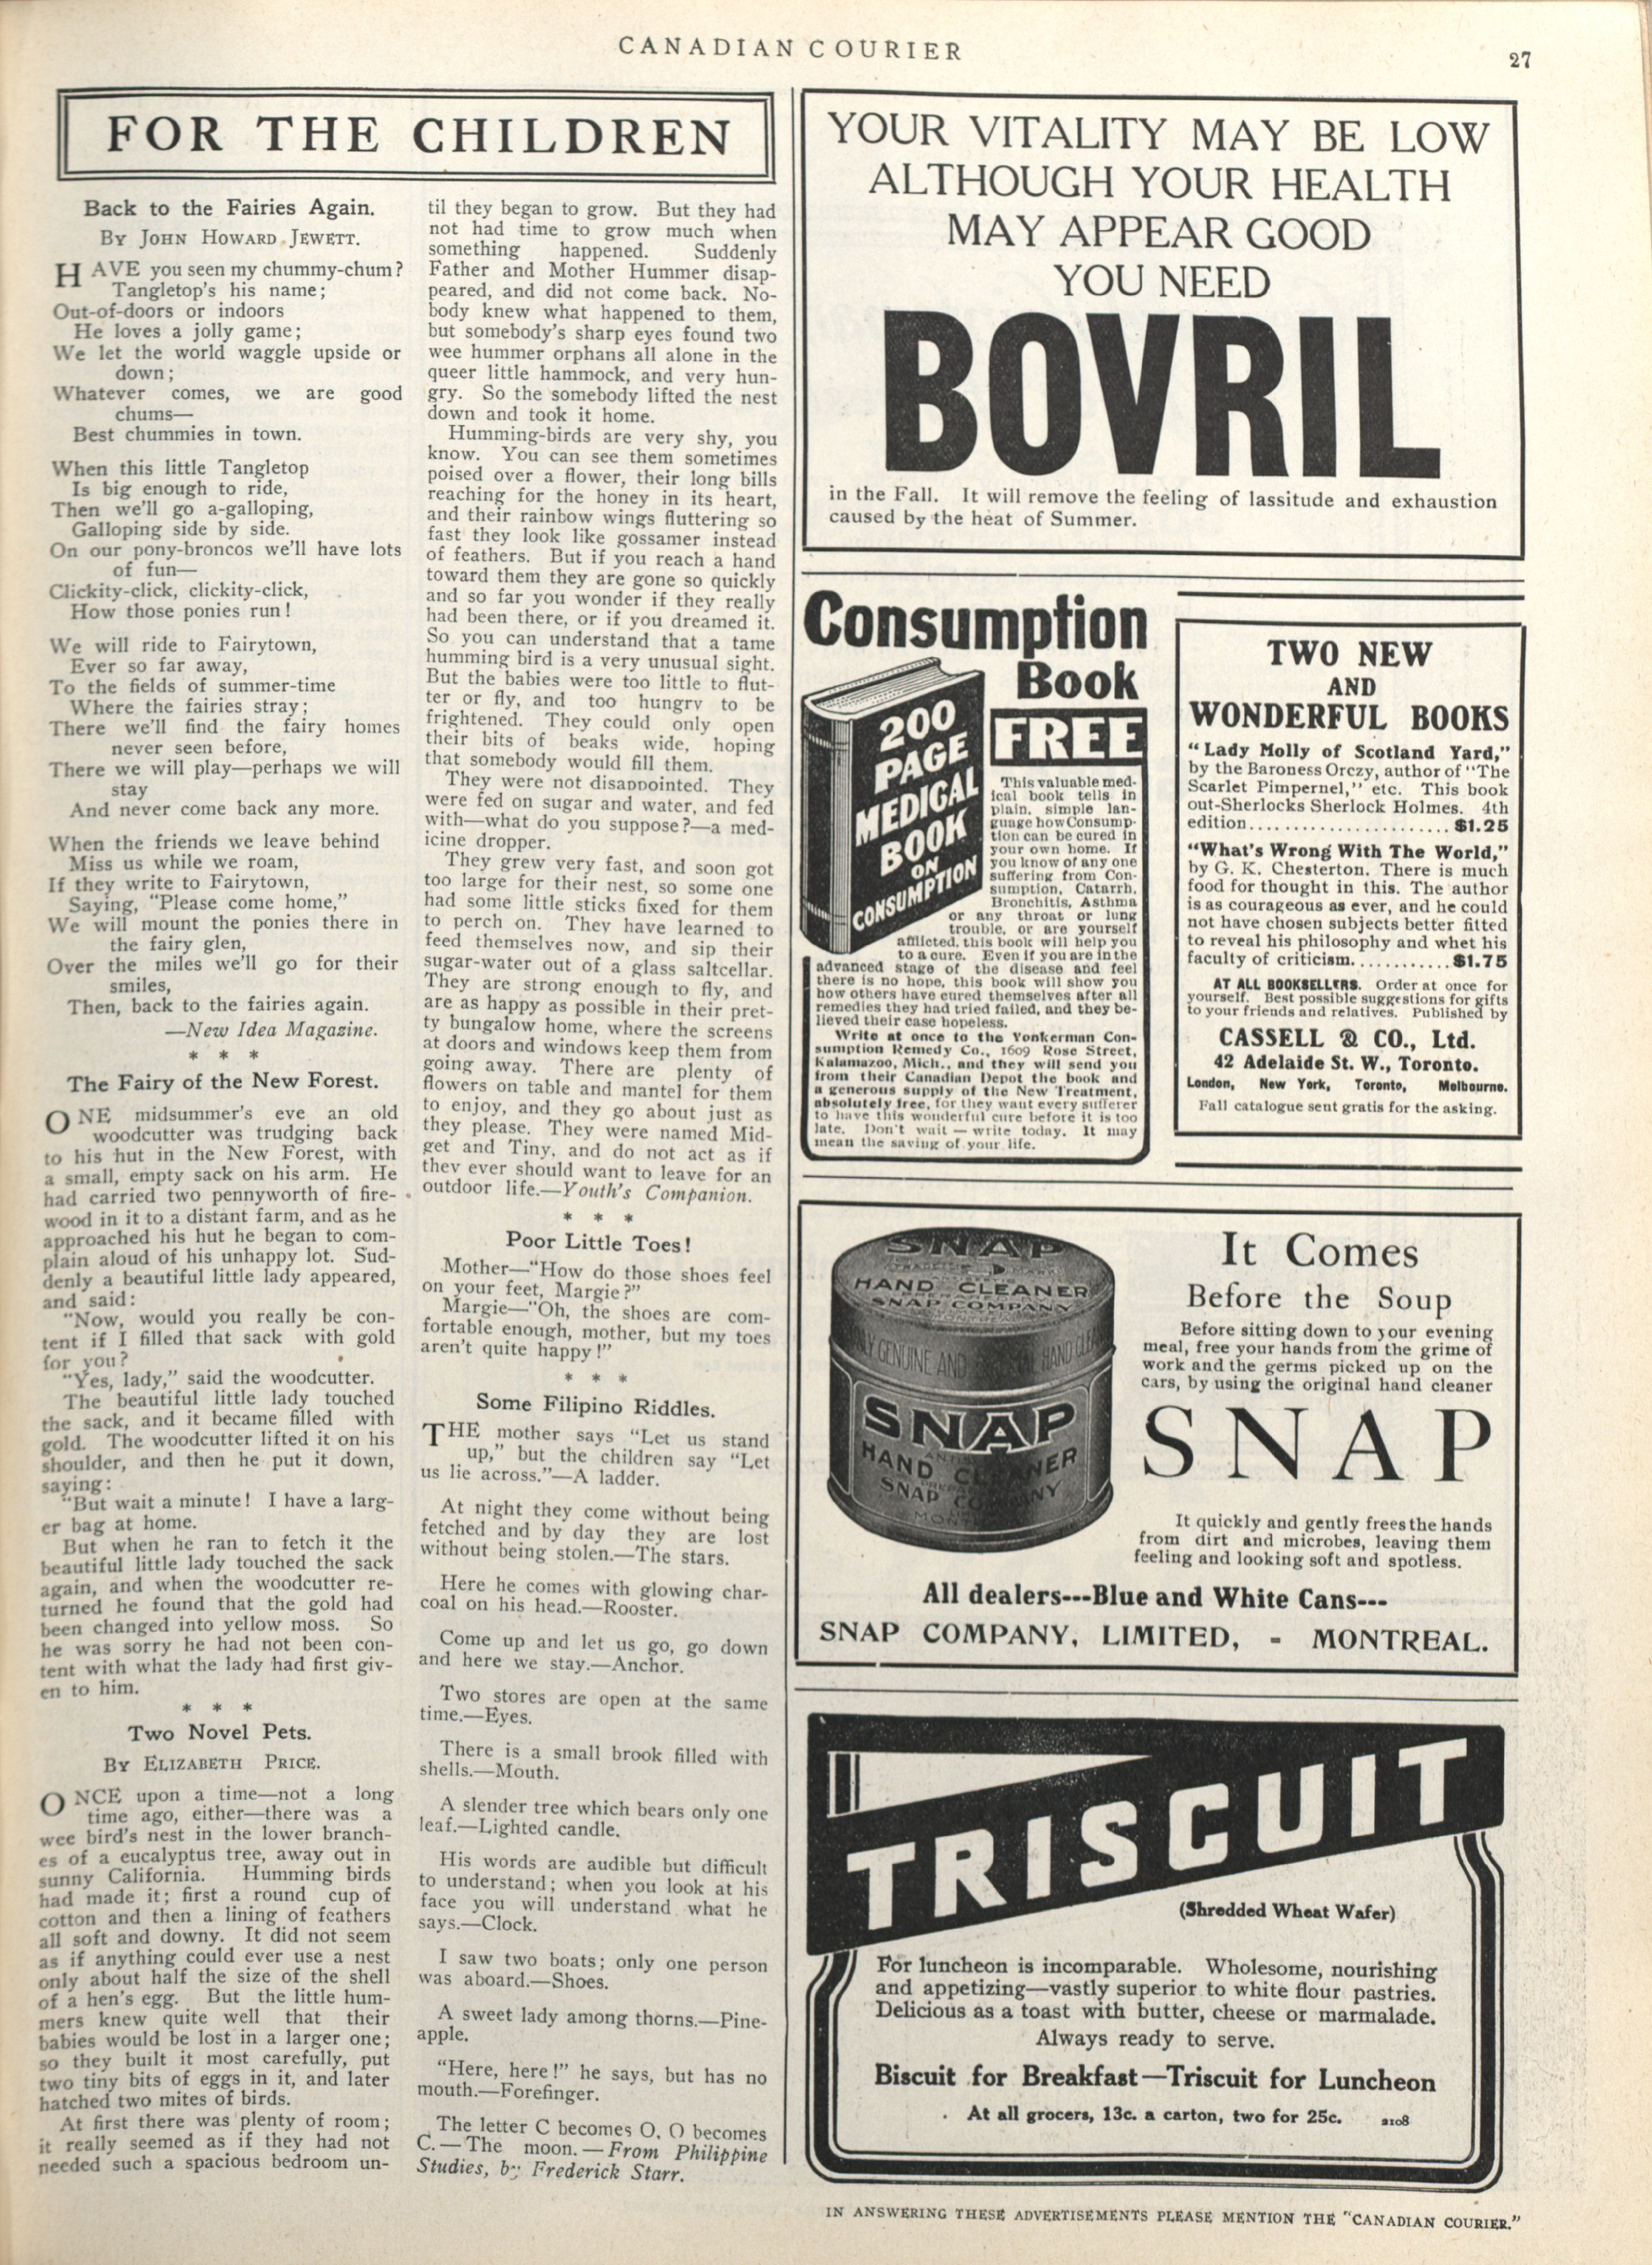 CANADIAN COURIER
27
FOR THE CHILDREN
Back to the Fairies Again.
BY JOHN HOWARD JEWETT.
HAVE you seen my chummy-chum?
Tangletop's his name;
Out-of-doors or indoors
He loves a jolly game;
We let the world waggle upside or
down;
Whatever comes, we are good
chums—
Best chummies in town.
When this little Tangletop
Is big enough to ride,
Then we'll go a-galloping,
Galloping side by side.
On our pony-broncos we'll have lots
of fun—
Clickity-click, clickity-click,
How those ponies run!
We will ride to Fairytown,
Ever so far away,
To the fields of summer-time
Where the fairies stray;
There we'll find the fairy homes
never seen before,
There we will play—perhaps we will
stay
And never come back any more.
When the friends we leave behind
Miss us while we roam,
If they write to Fairytown,
Saying, "Please come home,"
We will mount the ponies there in
the fairy glen,
Over the miles we'll go for their
smiles,
Then, back to the fairies again.
—New Idea Magazine.
* * *
The Fairy of the New Forest.
ONE midsummer's eve an old
woodcutter was trudging back
to his hut in the New Forest, with
a small, empty sack on his arm. He
had carried two pennyworth of fire-
wood in it to a distant farm, and as he
approached his hut he began to com-
plain aloud of his unhappy lot. Sud-
denly a beautiful little lady appeared,
and said:
"Now, would you really be con-
tent if I filled that sack with gold
for you?
"Yes, lady," said the woodcutter.
The beautiful little lady touched
the sack, and it became filled with
gold. The woodcutter lifted it on his
shoulder, and then he put it down,
saying:
"But wait a minute! I have a larg-
er bag at home.
But when he ran to fetch it the
beautiful little lady touched the sack
again, and when the woodcutter re-
turned he found that the gold had
been changed into yellow moss. So
he was sorry he had not been con-
tent with what the lady had first giv-
en to him.
* * *
Two Novel Pets.
BY ELIZABETH PRICE.
ONCE upon a time—not a long
time ago, either—there was a
wee bird's nest in the lower branch-
es of a eucalyptus tree, away out in
sunny California. Humming birds
had made it; first a round cup of
cotton and then a lining of feathers
all soft and downy. It did not seem
as if anything could ever use a nest
only about half the size of the shell
of a hen's egg. But the little hum-
mers knew quite well that their
babies would be lost in a larger one;
so they built it most carefully, put
two tiny bits of eggs in it, and later
hatched two mites of birds.
At first there was plenty of room;
it really seemed as if they had not
needed such a spacious bedroom un-
til they began to grow. But they had
not had time to grow much when
something happened. Suddenly
Father and Mother Hummer disap-
peared, and did not come back. No-
body knew what happened to them,
but somebody's sharp eyes found two
wee hummer orphans all alone in the
queer little hammock, and very hun-
gry. So the somebody lifted the nest
down and took it home.
Humming-birds are very shy, you
know. You can see them sometimes
poised over a flower, their long bills
reaching for the honey in its heart,
and their rainbow wings fluttering so
fast they look like gossamer instead
of feathers. But if you reach a hand
toward them they are gone so quickly
and so far you wonder if they really
had been there, or if you dreamed it.
So you can understand that a tame
humming bird is a very unusual sight.
But the babies were too little to flut-
ter or fly, and too hungry to be
frightened. They could only open
their bits of beaks wide, hoping
that somebody would fill them.
They were not disappointed. They
were fed on sugar and water, and fed
with—what do you suppose?—a med-
icine dropper.
They grew very fast, and soon got
too large for their nest, so some one
had some little sticks fixed for them
to perch on. They have learned to
feed themselves now, and sip their
sugar-water out of a glass saltcellar.
They are strong enough to fly, and
are as happy as possible in their pret-
ty bungalow home, where the screens
at doors and windows keep them from
going away. There are plenty of
flowers on table and mantel for them
to enjoy, and they go about just as
they please. They were named Mid-
get and Tiny, and do not act as if
they ever should want to leave for an
outdoor life.—Youth's Companion.
* * *
Poor Little Toes!
Mother—"How do those shoes feel
on your feet, Margie?"
Margie—"Oh, the shoes are com-
fortable enough, mother, but my toes
aren't quite happy!"
* * *
Some Filipino Riddles.
THE mother says "Let us stand
up," but the children say "Let
us lie across."—A ladder.
At night they come without being
fetched and by day they are lost
without being stolen.—The stars.
Here he comes with glowing char-
coal on his head.—Rooster.
Come up and let us go, go down
and here we stay.—Anchor.
Two stores are open at the same
time.—Eyes.
There is a small brook filled with
shells.—Mouth.
A slender tree which bears only one
leaf.—Lighted candle.
His words are audible but difficult
to understand; when you look at his
face you will understand what he
says.—Clock.
I saw two boats; only one person
was aboard.—Shoes.
A sweet lady among thorns.—Pine-
apple.
"Here, here!" he says, but has no
mouth.—Forefinger.
The letter C becomes O, O becomes
C.—The moon.—From Philippine
Studies, by Frederick Starr.
YOUR VITALITY MAY BE LOW
ALTHOUGH YOUR HEALTH
MAY APPEAR GOOD
YOU NEED
BOVRIL
in the Fall. It will remove the feeling of lassitude and exhaustion
caused by the heat of Summer.
Consumption
Book
FREE
200
PAGE
MEDICAL
BOOK
ON
CONSUMPTION
This valuable med-
ical book tells in
plain, simple lan-
guage how Consump-
tion can be cured in
your own home. If
you know of any one
suffering from Con-
sumption, Catarrh,
Bronchitis, Asthma
or any throat or lung
trouble, or are yourself
afflicted, this book will help you
to a cure. Even if you are in the
advanced stage of the disease and feel
there is no hope, this book will show you
how others have cured themselves after all
remedies they had tried failed, and they be-
lieved their case hopeless.
Write at once to the Yonkerman Con-
sumption Remedy Co., 1609 Rose Street,
Kalamazoo, Mich., and they will send you
from their Canadian Depot the book and
a generous supply of the New Treatment,
absolutely free, for they want every sufferer
to have this wonderful cure before it is too
late. Don't wait — write today. It may
mean the saving of your life.
TWO NEW
AND
WONDERFUL BOOKS
"Lady Molly of Scotland Yard,"
by the Baroness Orczy, author of "The
Scarlet Pimpernel," etc. This book
out-Sherlocks Sherlock Holmes. 4th
edition.......................$1.25
"What's Wrong With The World,"
by G. K. Chesterton. There is much
food for thought in this. The author
is as courageous as ever, and he could
not have chosen subjects better fitted
to reveal his philosophy and whet his
faculty of criticism............$1.75
AT ALL BOOKSELLERS. Order at once for
yourself. Best possible suggestions for gifts
to your friends and relatives. Published by
CASSELL & CO., Ltd.
42 Adelaide St. W., Toronto.
London, New York, Toronto, Melbourne.
Fall catalogue sent gratis for the asking.
SNAP
HAND CLEANER
SNAP COMPANY
GENUINE AND HAND CLEANER
SNAP
HAND CLEANER
SNAP COMPANY
It Comes
Before the Soup
Before sitting down to your evening
meal, free your hands from the grime of
work and the germs picked up on the
cars, by using the original hand cleaner
SNAP
It quickly and gently frees the hands
from dirt and microbes, leaving them
feeling and looking soft and spotless.
All dealers---Blue and White Cans---
SNAP COMPANY, LIMITED, - MONTREAL.
TRISCUIT
(Shredded Wheat Wafer)
For luncheon is incomparable. Wholesome, nourishing
and appetizing—vastly superior to white flour pastries.
Delicious as a toast with butter, cheese or marmalade.
Always ready to serve.
Biscuit for Breakfast—Triscuit for Luncheon
At all grocers, 13c. a carton, two for 25c. 2108
IN ANSWERING THESE ADVERTISEMENTS PLEASE MENTION THE "CANADIAN COURIER."